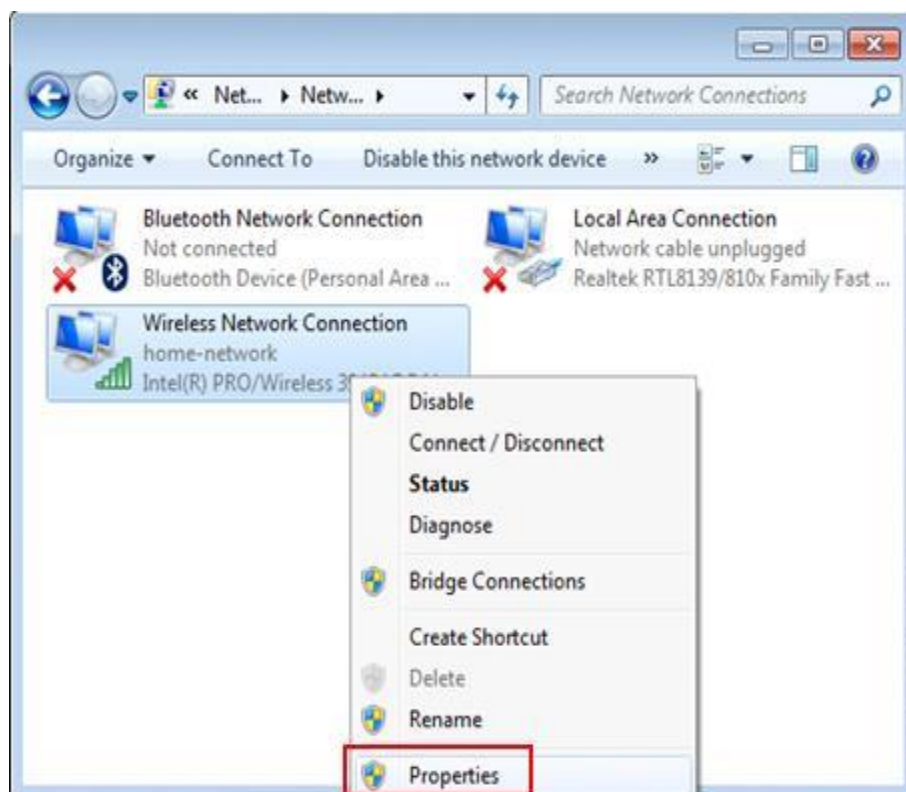 « Net... Netw...
Search Network Connections
Organize Connect To Disable this network device »
Bluetooth Network Connection
Not connected
Bluetooth Device (Personal Area ...
Local Area Connection
Network cable unplugged
Realtek RTL8139/810x Family Fast ...
Wireless Network Connection
home-network
Intel(R) PRO/Wireless
Disable
Connect / Disconnect
Status
Diagnose
Bridge Connections
Create Shortcut
Delete
Rename
Properties